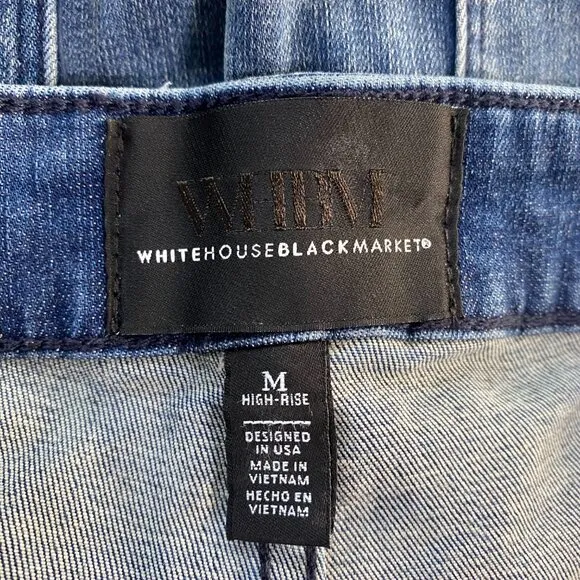 WHBM
WHITEHOUSEBLACKMARKET®
M
HIGH-RISE
DESIGNED
IN USA
MADE IN
VIETNAM
HECHO EN
VIETNAM